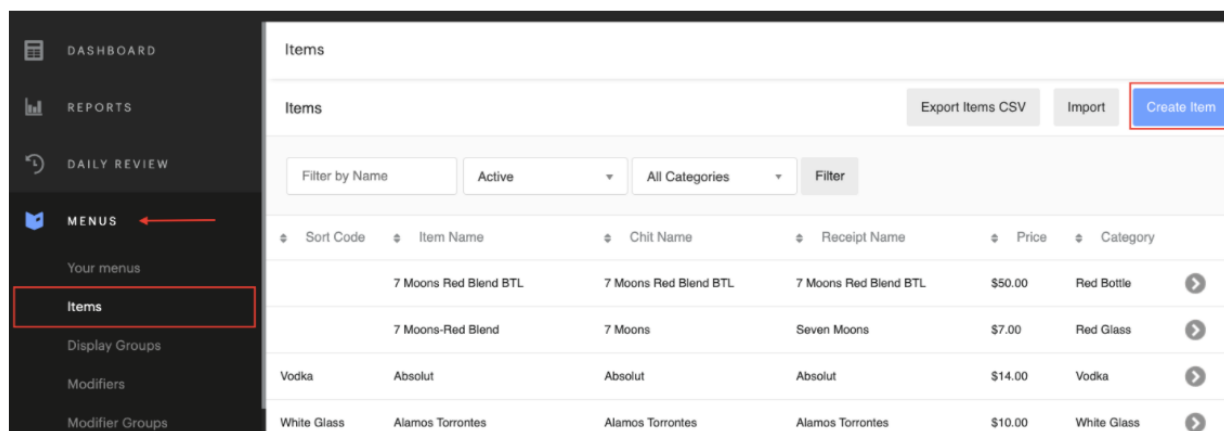 DASHBOARD
REPORTS
DAILY REVIEW
MENUS
Your menus
Items
Display Groups
Modifiers
Modifier Groups
Items
Items Export Items CSV Import Create Item
Filter by Name Active All Categories Filter
Sort Code Item Name Chit Name Receipt Name Price Category
7 Moons Red Blend BTL 7 Moons Red Blend BTL 7 Moons Red Blend BTL $50.00 Red Bottle
7 Moons-Red Blend 7 Moons Seven Moons $7.00 Red Glass
Vodka Absolut Absolut Absolut $14.00 Vodka
White Glass Alamos Torrontes Alamos Torrontes Alamos Torrontes $10.00 White Glass